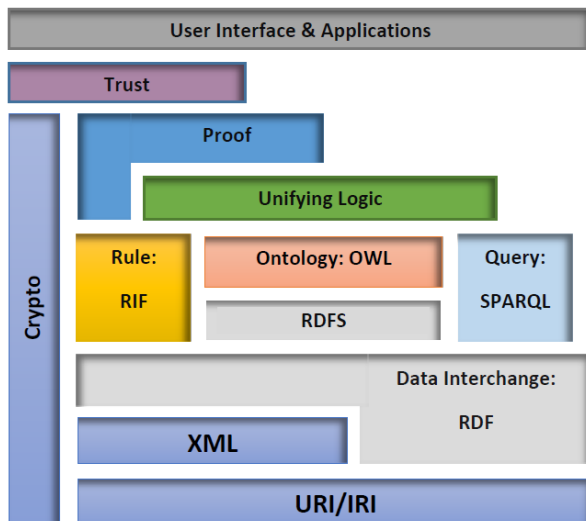 User Interface & Applications
Trust
Proof
Unifying Logic
Crypto
Rule:
RIF
Ontology: OWL
RDFS
Query:
SPARQL
Data Interchange:
RDF
XML
URI/IRI